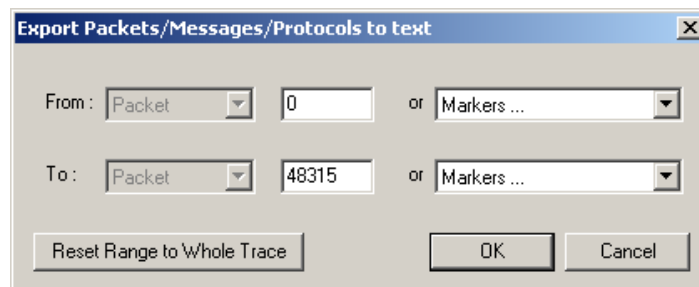 Export Packets/Messages/Protocols to text
From : Packet 0 or Markers ...
To : Packet 48315 or Markers ...
Reset Range to Whole Trace OK Cancel